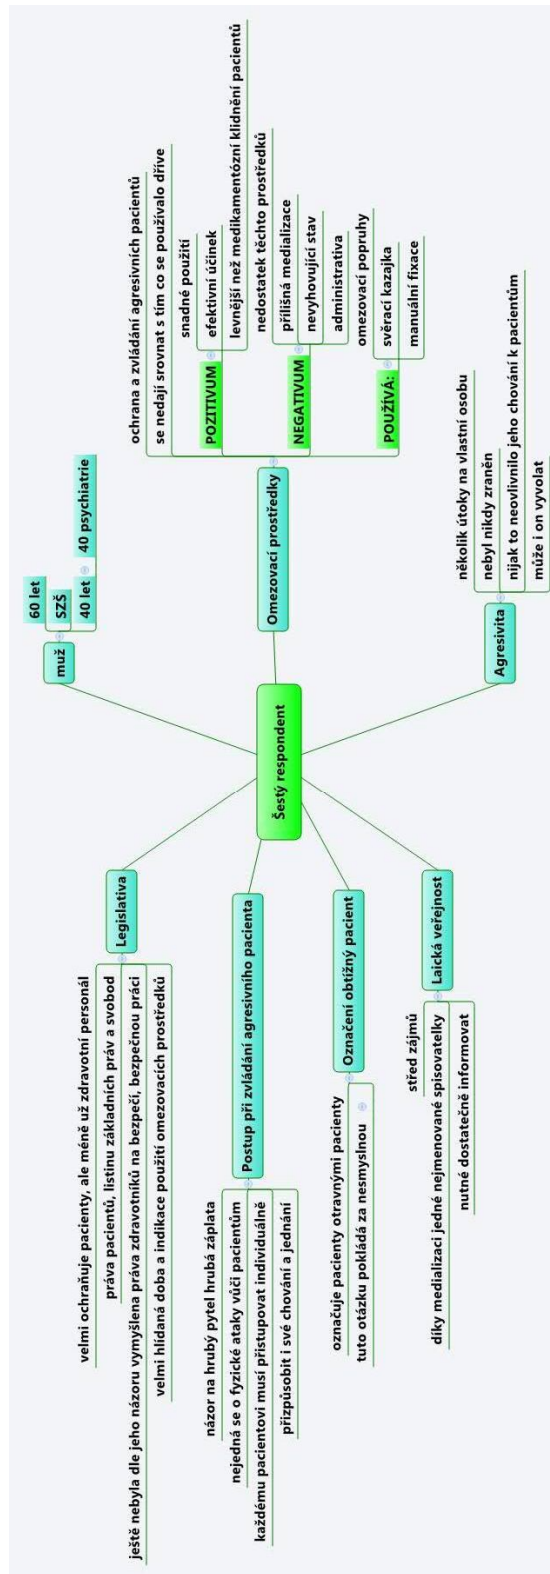 Šestý respondent
muž
60 let
SZŠ
40 let
40 psychiatrie
Omezovací prostředky
ochrana a zvládání agresivních pacientů
se nedají srovnat s tím co se používalo dříve
POZITIVUM
snadné použití
efektivní účinek
levnější než medikamentózní klidnění pacientů
NEGATIVUM
nedostatek těchto prostředků
přílišná medializace
nevyhovující stav
administrativa
POUŽÍVÁ:
omezovací popruhy
svěrací kazajka
manuální fixace
Agresivita
několik útoky na vlastní osobu
nebyl nikdy zraněn
nijak to neovlivnilo jeho chování k pacientům
může i on vyvolat
Legislativa
velmi ochraňuje pacienty, ale méně už zdravotní personál
práva pacientů, listinu základních práv a svobod
ještě nebyla dle jeho názoru vymyšlena práva zdravotníků na bezpečí, bezpečnou práci
velmi hlídaná doba a indikace použití omezovacích prostředků
Postup při zvládání agresivního pacienta
názor na hrubý pytel hrubá záplata
nejedná se o fyzické ataky vůči pacientům
každému pacientovi musí přistupovat individuálně
přizpůsobit i své chování a jednání
Označení obtížný pacient
označuje pacienty otravnými pacienty
tuto otázku pokládá za nesmyslnou
Laická veřejnost
střed zájmů
díky medializaci jedné nejmenované spisovatelky
nutné dostatečně informovat